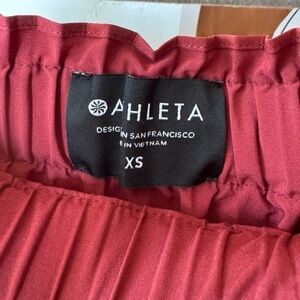 ATHLETA
DESIGN IN SAN FRANCISCO
E IN VIETNAM
XS